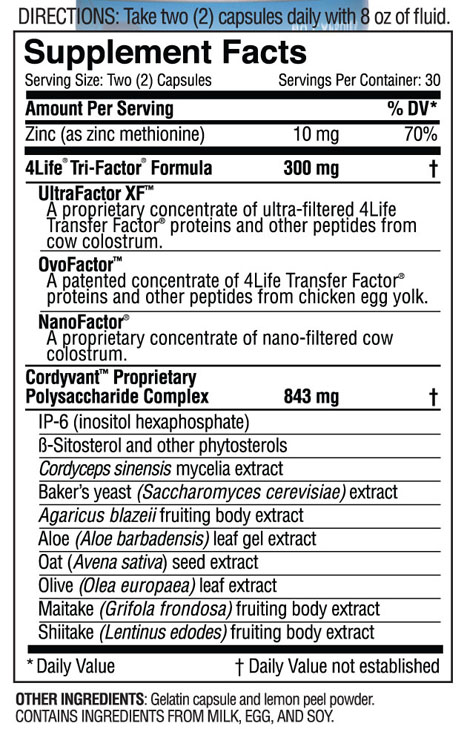 DIRECTIONS: Take two (2) capsules daily with 8 oz of fluid.
Supplement Facts
Serving Size: Two (2) Capsules Servings Per Container: 30
Amount Per Serving % DV*
Zinc (as zinc methionine) 10 mg 70%
4Life® Tri-Factor® Formula 300 mg †
UltraFactor XF™
A proprietary concentrate of ultra-filtered 4Life
Transfer Factor® proteins and other peptides from
cow colostrum.
OvoFactor™
A patented concentrate of 4Life Transfer Factor®
proteins and other peptides from chicken egg yolk.
NanoFactor®
A proprietary concentrate of nano-filtered cow
colostrum.
Cordyvant™ Proprietary
Polysaccharide Complex 843 mg †
IP-6 (inositol hexaphosphate)
ß-Sitosterol and other phytosterols
Cordyceps sinensis mycelia extract
Baker's yeast (Saccharomyces cerevisiae) extract
Agaricus blazeii fruiting body extract
Aloe (Aloe barbadensis) leaf gel extract
Oat (Avena sativa) seed extract
Olive (Olea europaea) leaf extract
Maitake (Grifola frondosa) fruiting body extract
Shiitake (Lentinus edodes) fruiting body extract
* Daily Value † Daily Value not established
OTHER INGREDIENTS: Gelatin capsule and lemon peel powder.
CONTAINS INGREDIENTS FROM MILK, EGG, AND SOY.